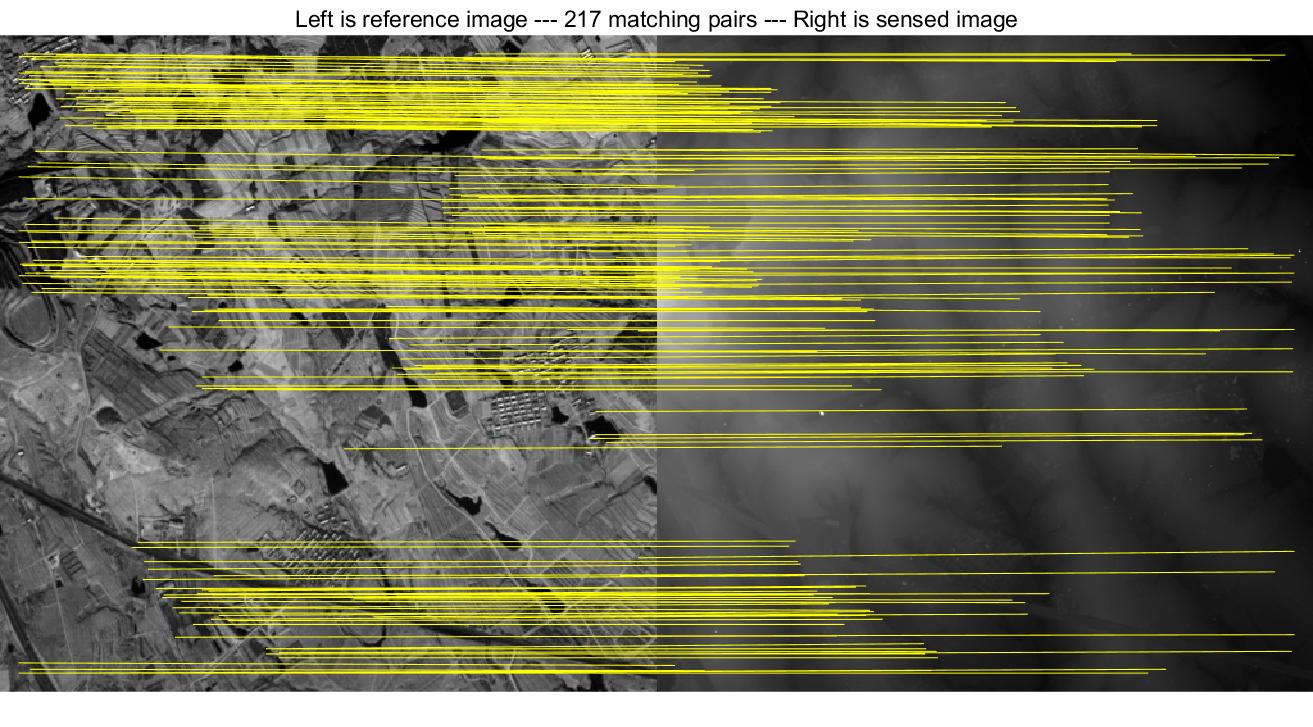 Left is reference image --- 217 matching pairs --- Right is sensed image